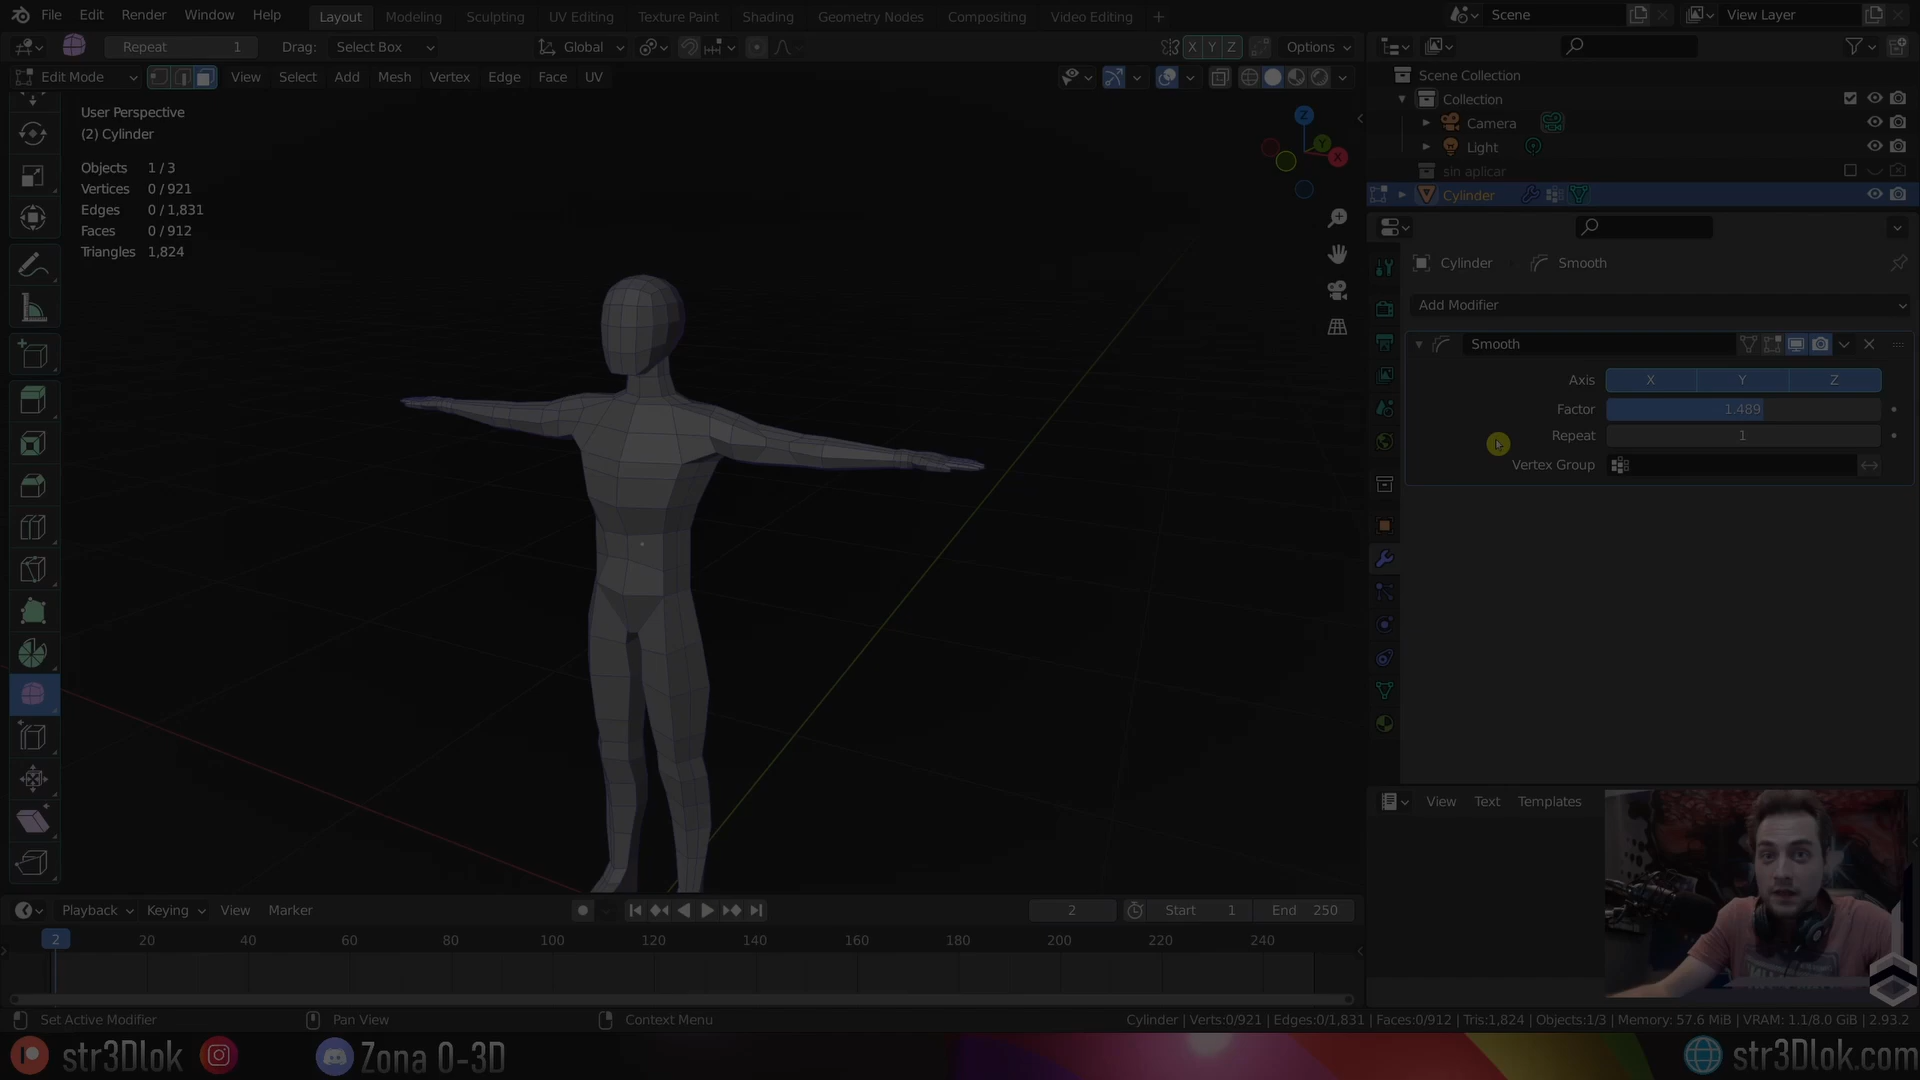 File Edit Render Window Help Layout Modeling Sculpting UV Editing Texture Paint Shading Geometry Nodes Compositing Video Editing + Scene View Layer
Repeat 1 Drag: Select Box Global X Y Z Options
Edit Mode View Select Add Mesh Vertex Edge Face UV
User Perspective
(2) Cylinder
Objects 1 / 3
Vertices 0 / 921
Edges 0 / 1,831
Faces 0 / 912
Triangles 1,824
Z
Y
X
Scene Collection
Collection
Camera
Light
sin aplicar
Cylinder
Cylinder Smooth
Add Modifier
Smooth
Axis X Y Z
Factor 1.489
Repeat 1
Vertex Group
View Text Templates
Playback Keying View Marker 2 Start 1 End 250
2 20 40 60 80 100 120 140 160 180 200 220 240
Set Active Modifier Pan View Context Menu Cylinder | Verts:0/921 | Edges:0/1,831 | Faces:0/912 | Tris:1,824 | Objects:1/3 | Memory: 57.6 MiB | VRAM: 1.1/8.0 GiB | 2.93.2
str3Dlok Zona 0-3D str3Dlok.com